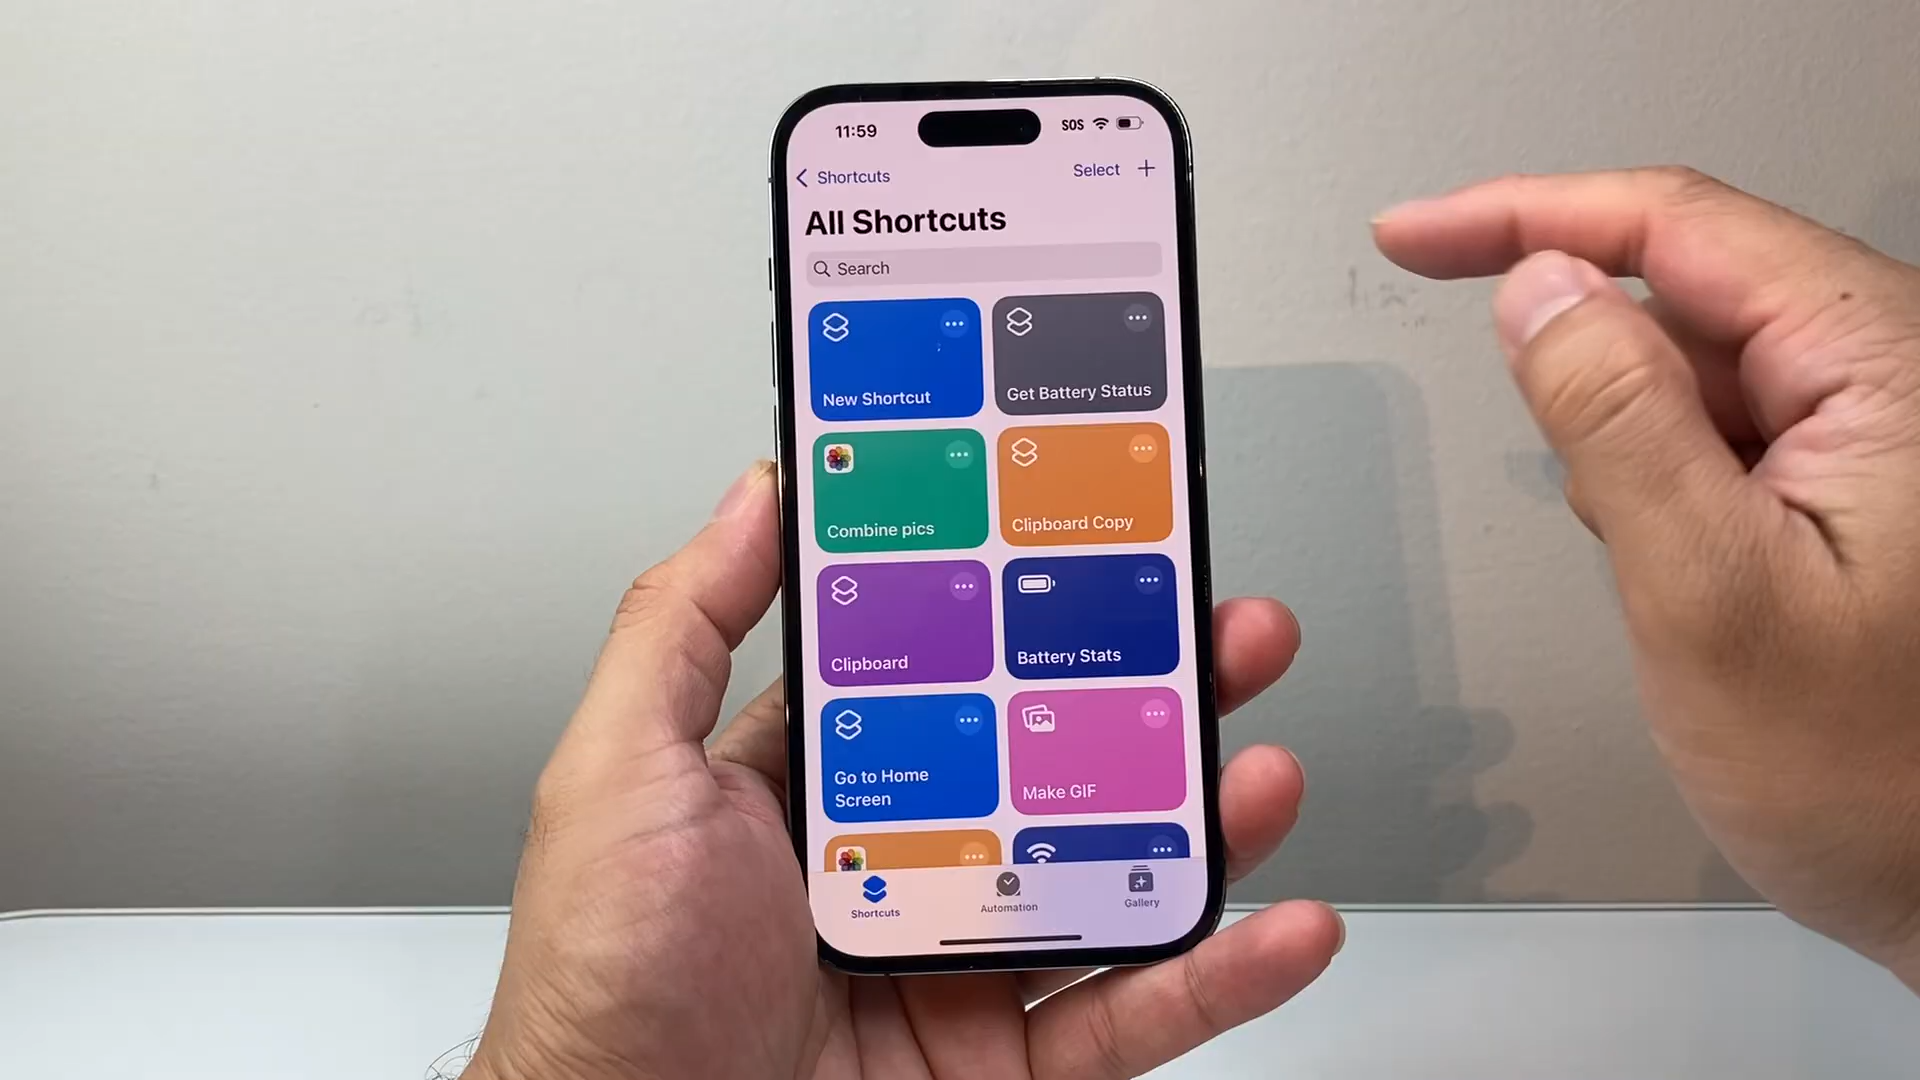 11:59
SOS
Shortcuts
Select
All Shortcuts
Search
New Shortcut
Get Battery Status
Combine pics
Clipboard Copy
Clipboard
Battery Stats
Go to Home
Screen
Make GIF
Shortcuts
Automation
Gallery